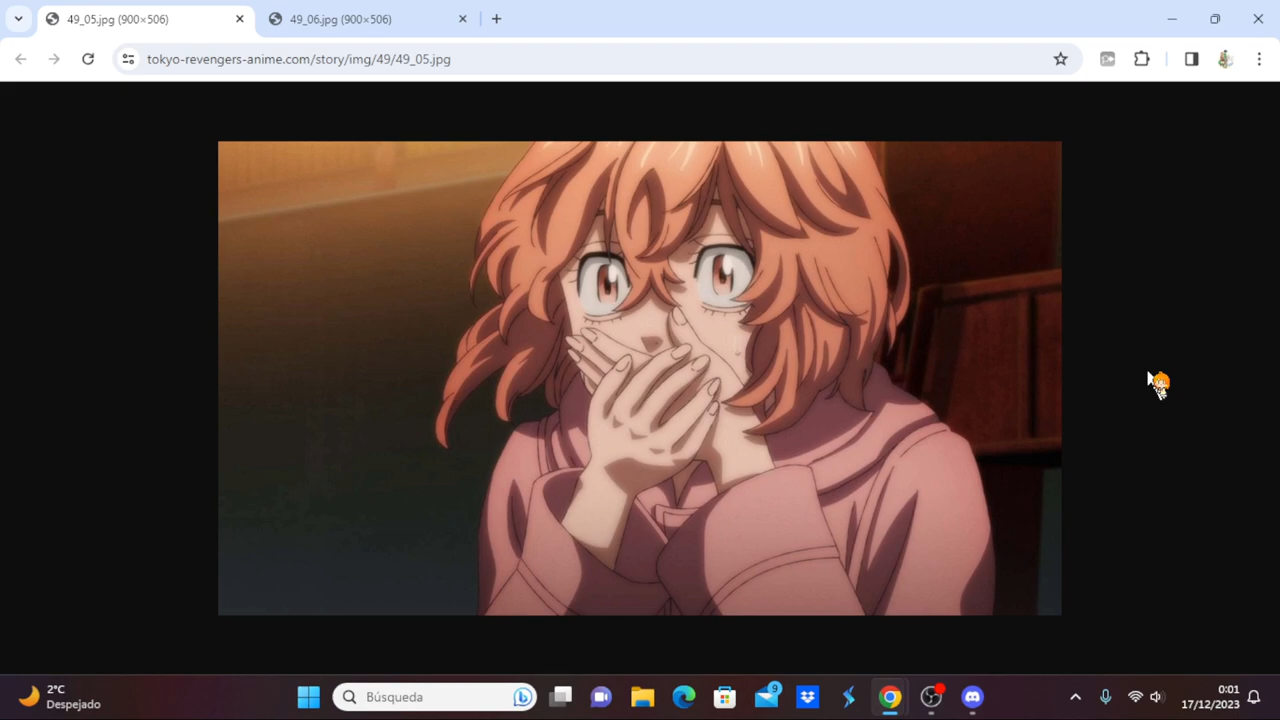 49_05.jpg (900×506)
49_06.jpg (900×506)
tokyo-revengers-anime.com/story/img/49/49_05.jpg
2°C
Despejado
Búsqueda
9
0:01
17/12/2023